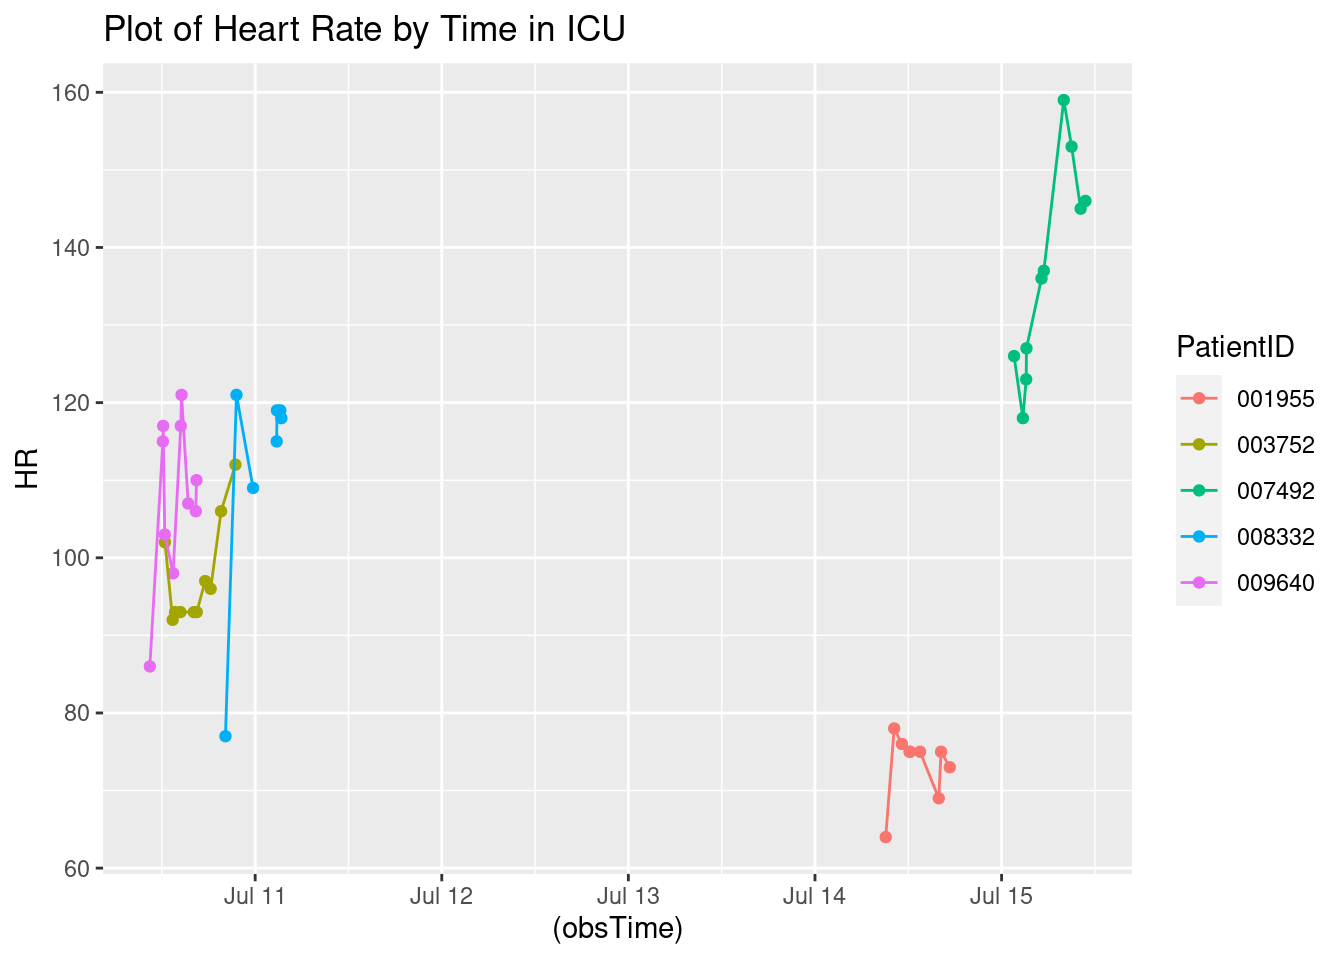 Plot of Heart Rate by Time in ICU
160
140
120
100
80
60
HR
Jul 11
Jul 12
Jul 13
Jul 14
Jul 15
(obsTime)
PatientID
001955
003752
007492
008332
009640